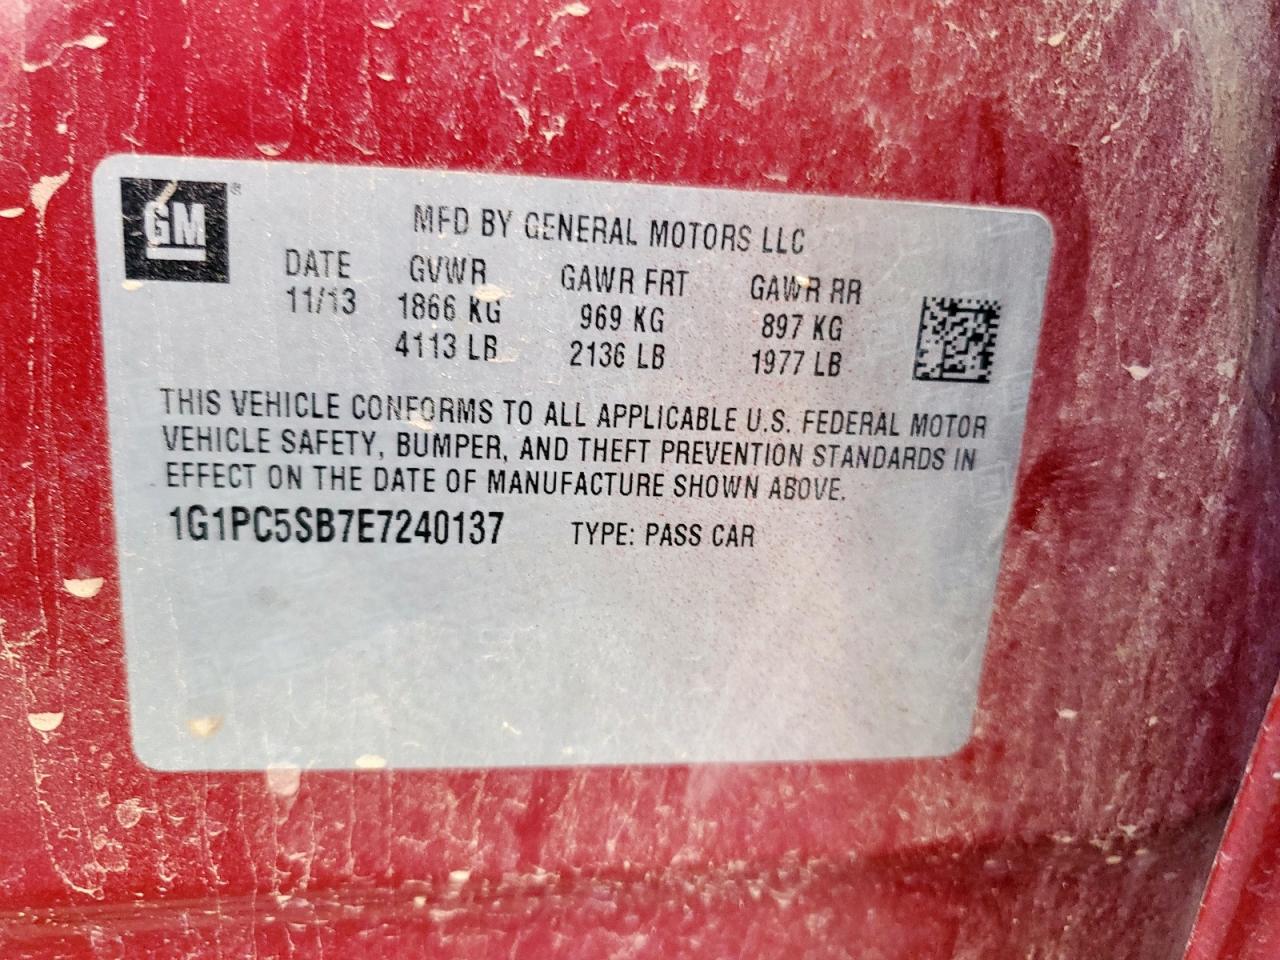 GM ®
MFD BY GENERAL MOTORS LLC
DATE GVWR GAWR FRT GAWR RR
11/13 1866 KG 969 KG 897 KG
4113 LB 2136 LB 1977 LB
THIS VEHICLE CONFORMS TO ALL APPLICABLE U.S. FEDERAL MOTOR
VEHICLE SAFETY, BUMPER, AND THEFT PREVENTION STANDARDS IN
EFFECT ON THE DATE OF MANUFACTURE SHOWN ABOVE.
1G1PC5SB7E7240137 TYPE: PASS CAR